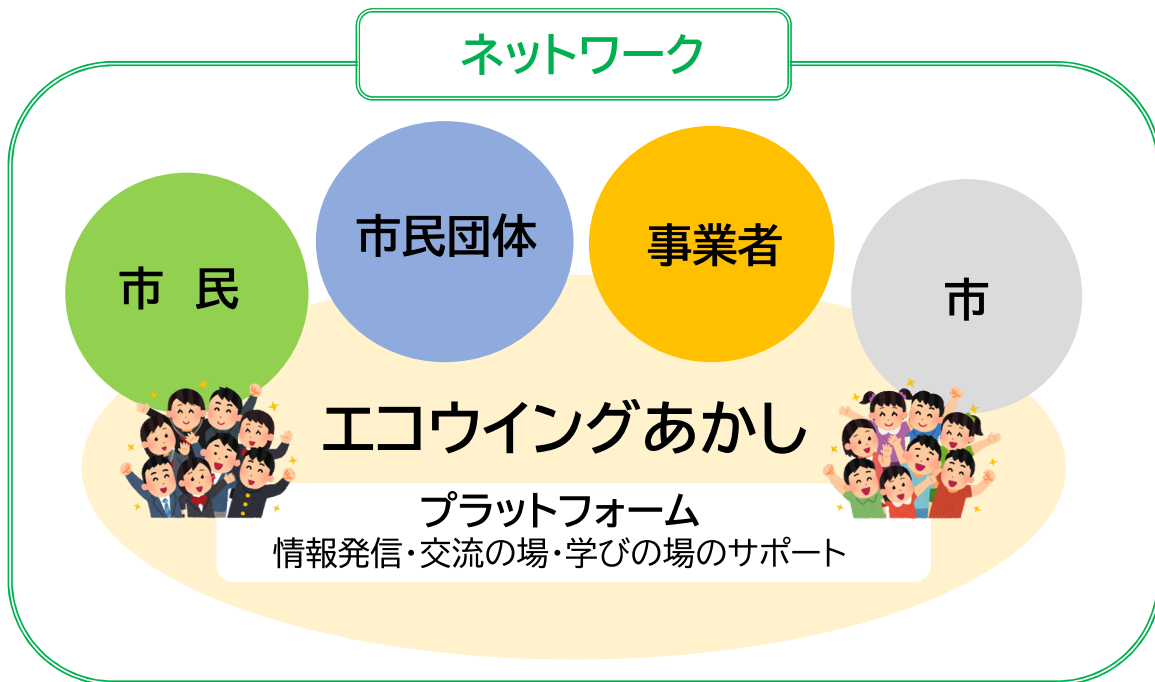 ネットワーク
市 民
市民団体
事業者
市
エコウイングあかし
プラットフォーム
情報発信・交流の場・学びの場のサポート